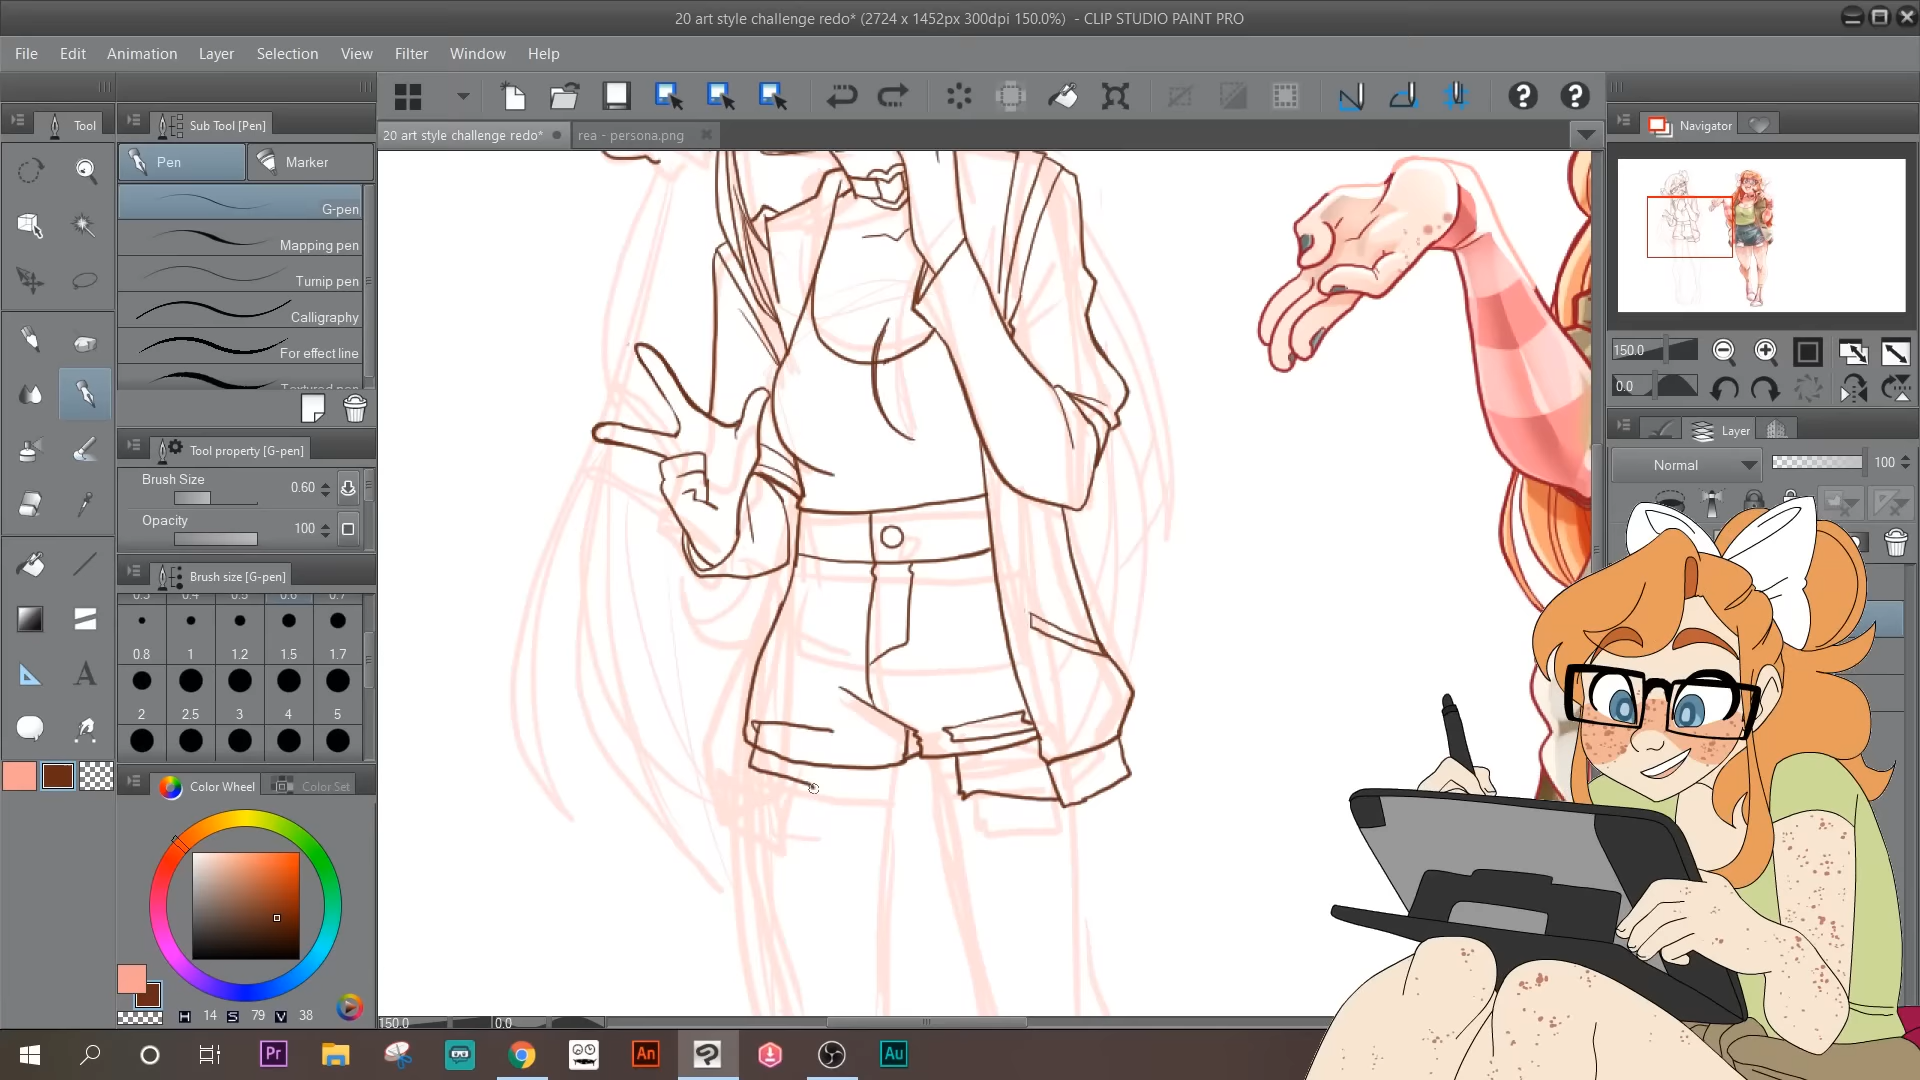 20 art style challenge redo* (2724 x 1452px 300dpi 150.0%) - CLIP STUDIO PAINT PRO
File Edit Animation Layer Selection View Filter Window Help
Tool
Sub Tool [Pen]
20 art style challenge redo*
rea - persona.png
Navigator
Pen
Marker
G-pen
Mapping pen
Turnip pen
Calligraphy
For effect line
Textured pen
150.0
0.0
Tool property [G-pen]
Layer
Brush Size 0.60
Normal 100
Opacity 100
Brush size [G-pen]
0.3 0.4 0.5 0.6 0.7
0.8 1 1.2 1.5 1.7
2 2.5 3 4 5
Color Wheel
Color Set
H 14 S 79 V 38
150.0 0.0
Pr
An
Au